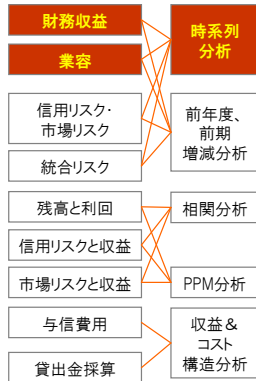 財務収益
業容
信用リスク・
市場リスク
統合リスク
残高と利回
信用リスクと収益
市場リスクと収益
与信費用
貸出金採算
時系列
分析
前年度、
前期
増減分析
相関分析
PPM分析
収益＆
コスト
構造分析